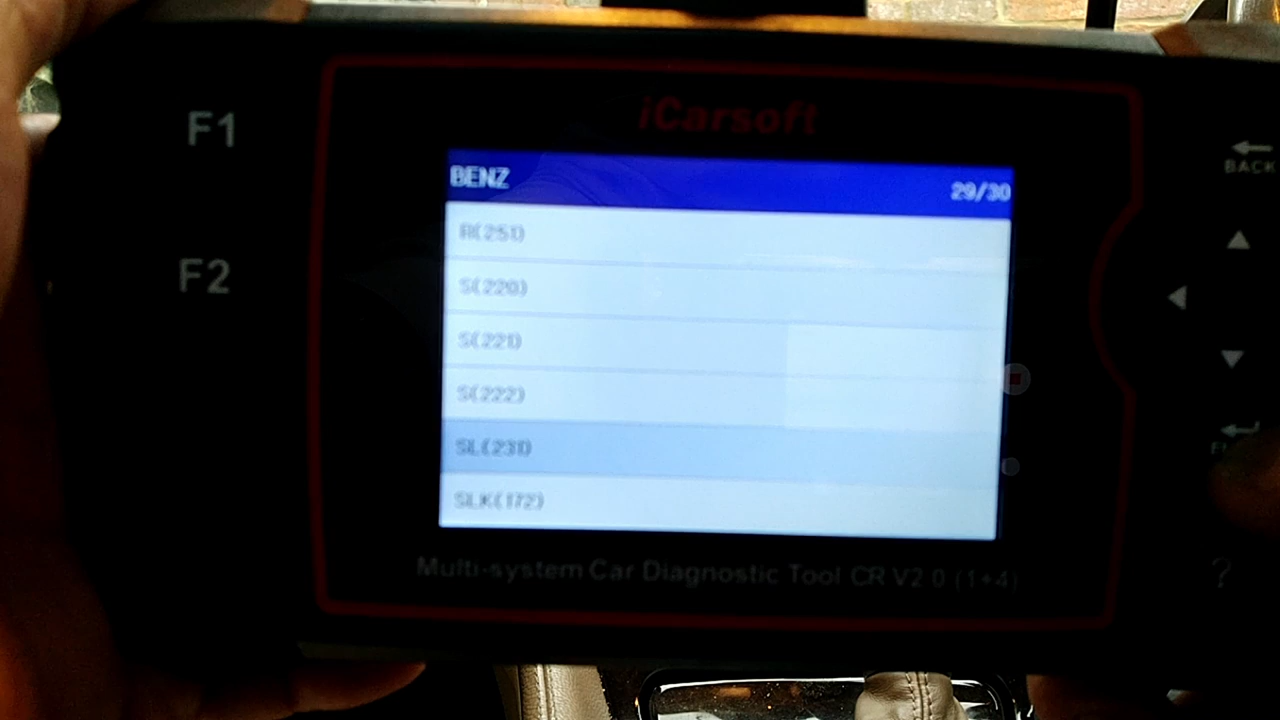 iCarsoft
F1
BACK
BENZ 29/30
R(251)
S(220)
F2
S(221)
S(222)
SL(231)
SLK(172)
Multi-system Car Diagnostic Tool CR V2.0 (1+4)
?